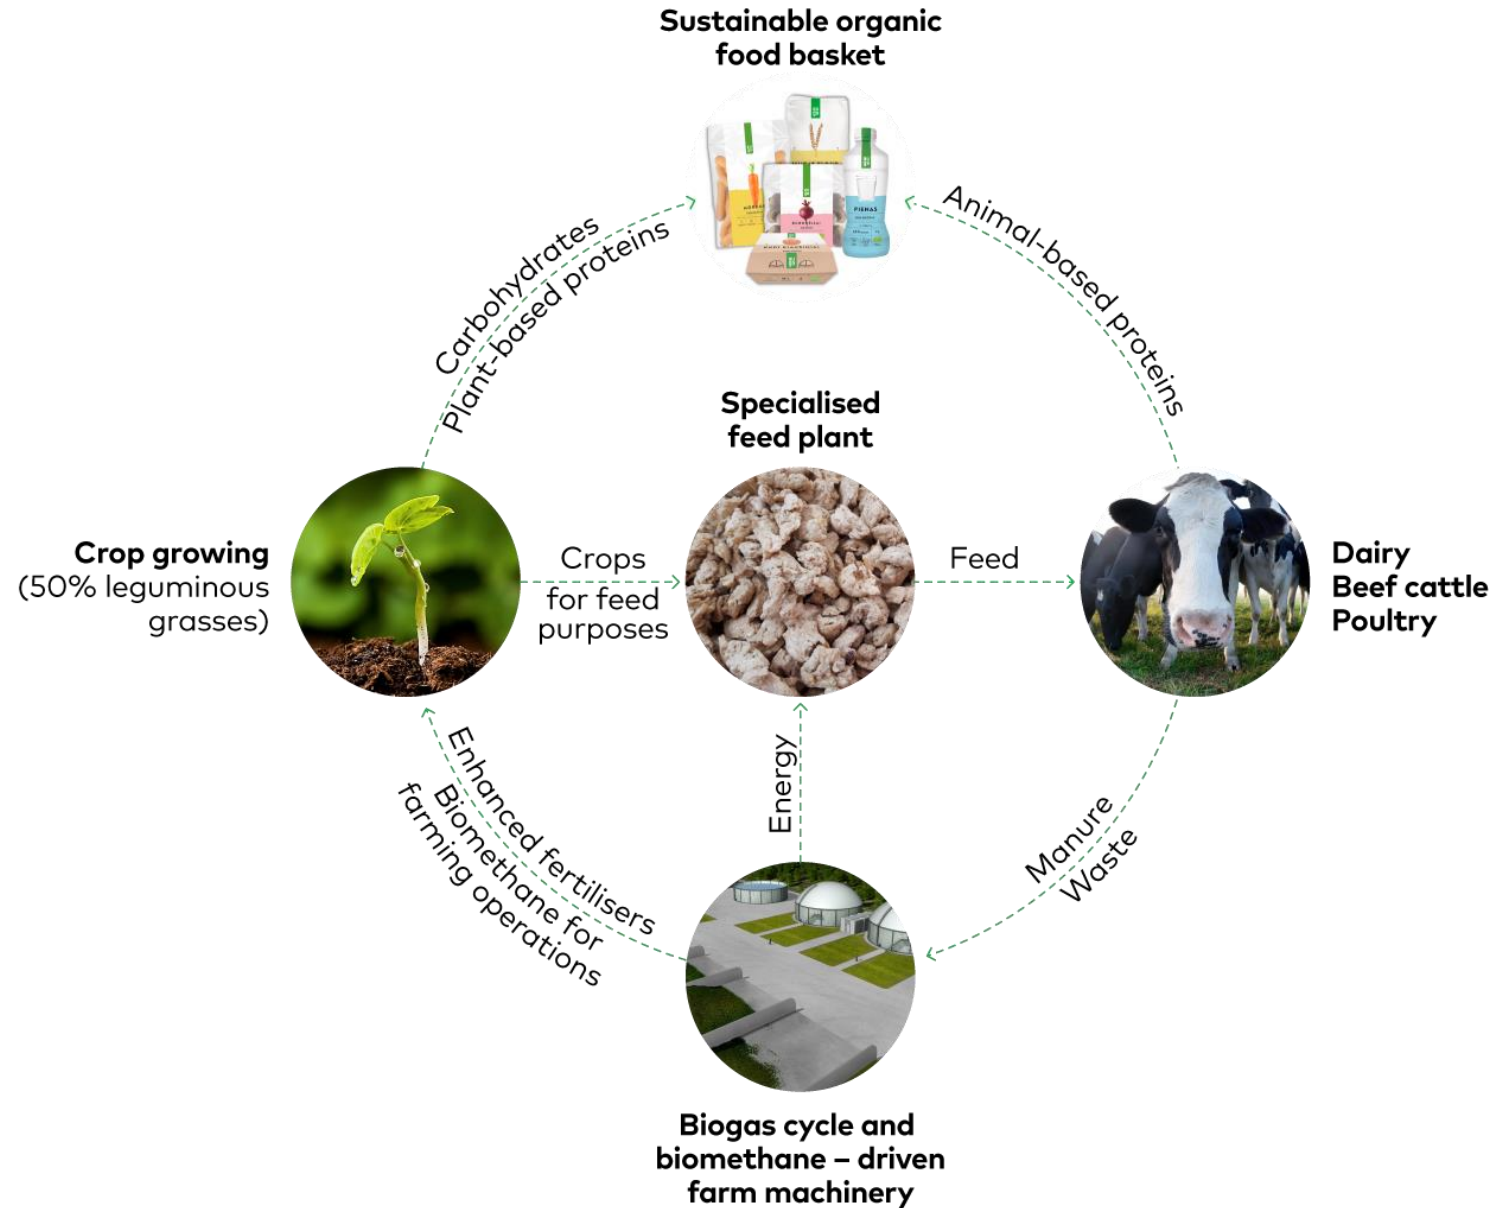 Sustainable organic
food basket
PIENAS
Carbohydrates
Plant-based proteins
Animal-based proteins
Specialised
feed plant
Crop growing
(50% leguminous
grasses)
Crops
for feed
purposes
Feed
Dairy
Beef cattle
Poultry
Enhanced fertilisers
Biomethane for
farming operations
Energy
Manure
Waste
Biogas cycle and
biomethane – driven
farm machinery